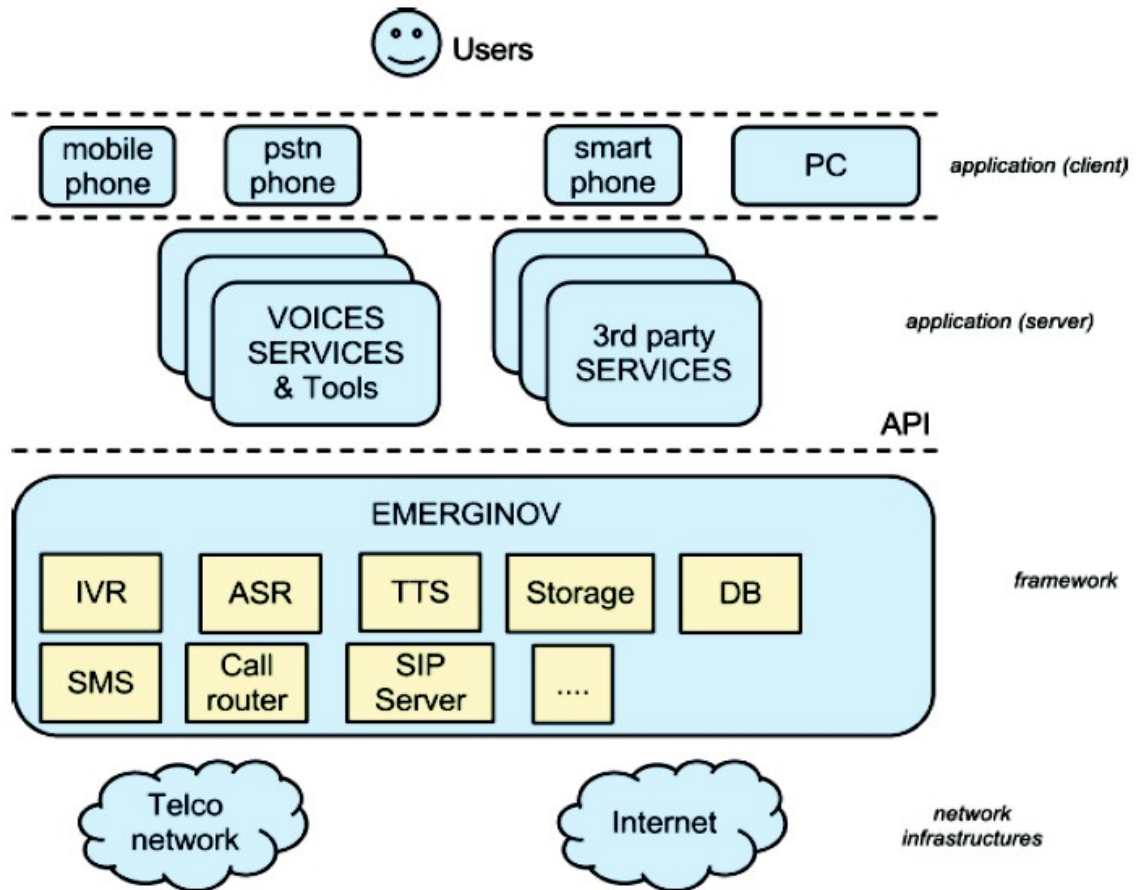 Users
mobile
phone
pstn
phone
smart
phone
PC
application (client)
VOICES
SERVICES
& Tools
3rd party
SERVICES
application (server)
API
EMERGINOV
IVR
ASR
TTS
Storage
DB
framework
SMS
Call
router
SIP
Server
....
Telco
network
Internet
network
infrastructures